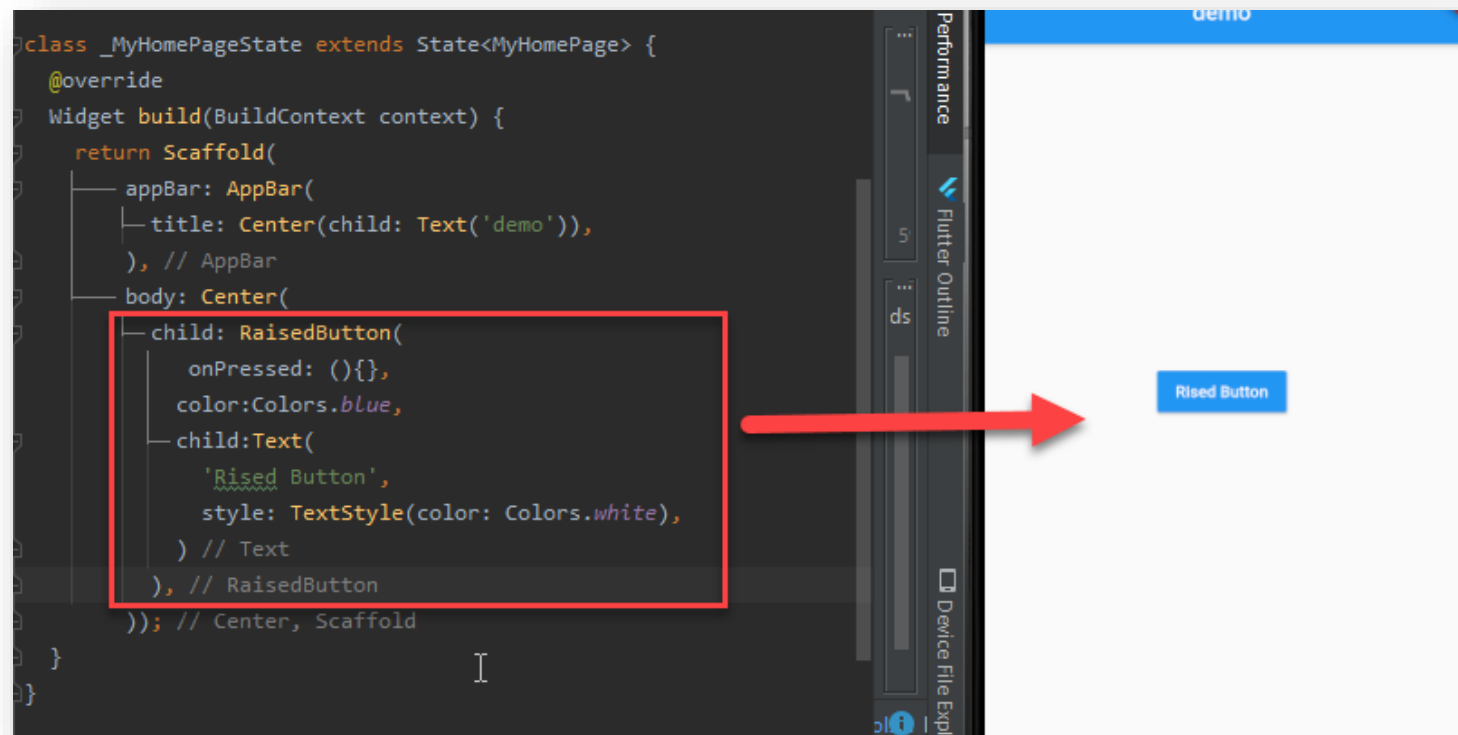 class _MyHomePageState extends State<MyHomePage> {
@override
Widget build(BuildContext context) {
return Scaffold(
appBar: AppBar(
title: Center(child: Text('demo')),
), // AppBar
body: Center(
child: RaisedButton(
onPressed: (){},
color:Colors.blue,
child:Text(
'Rised Button',
style: TextStyle(color: Colors.white),
) // Text
), // RaisedButton
)); // Center, Scaffold
}
}
...
5
...
ds
Performance
Flutter Outline
Device File Expl
demo
Rised Button